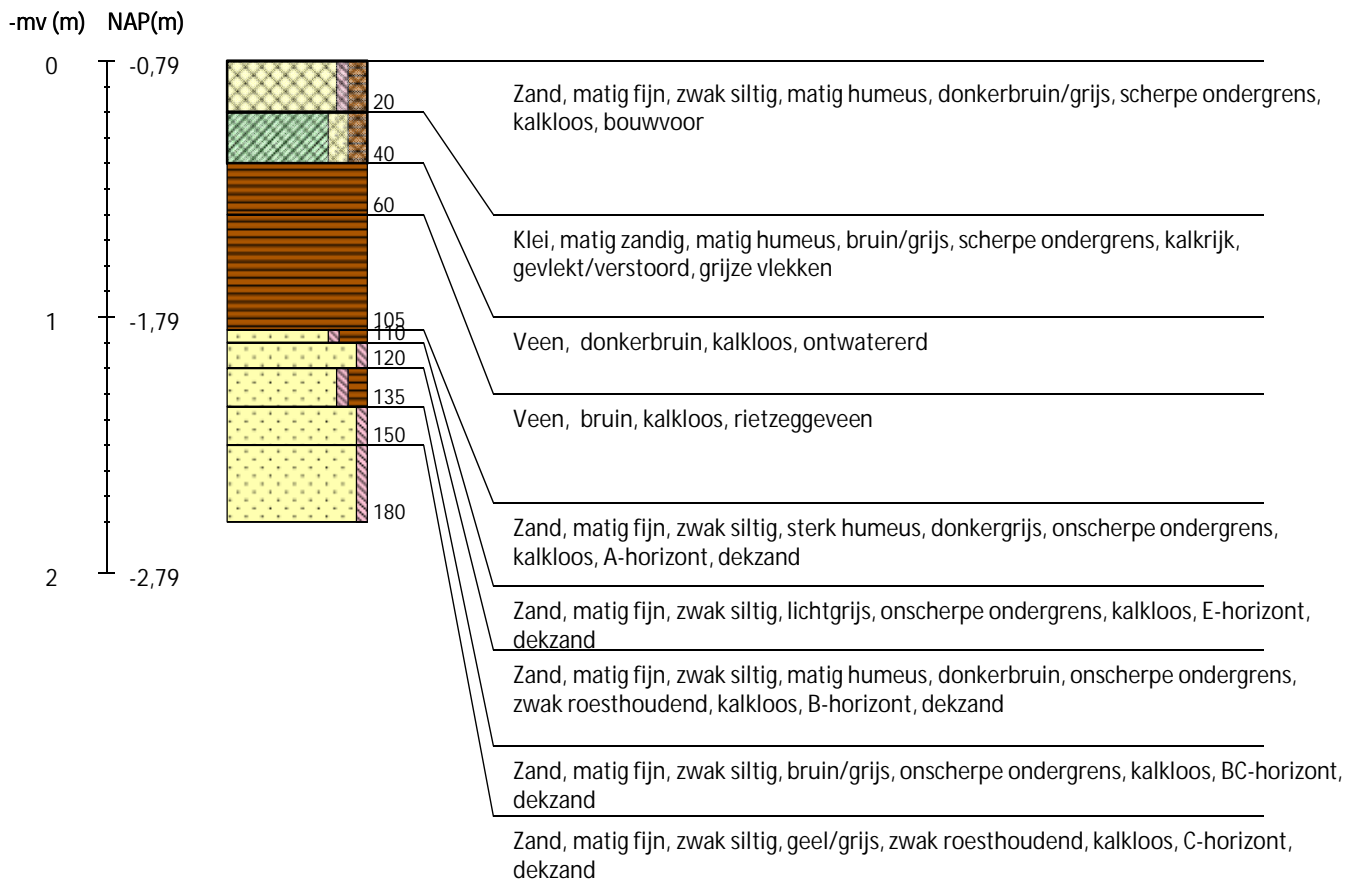 -mv (m) NAP(m)
0 -0,79
20
40
60
1 -1,79
105
110
120
135
150
180
2 -2,79
Zand, matig fijn, zwak siltig, matig humeus, donkerbruin/grijs, scherpe ondergrens,
kalkloos, bouwvoor
Klei, matig zandig, matig humeus, bruin/grijs, scherpe ondergrens, kalkrijk,
gevlekt/verstoord, grijze vlekken
Veen, donkerbruin, kalkloos, ontwatererd
Veen, bruin, kalkloos, rietzeggeveen
Zand, matig fijn, zwak siltig, sterk humeus, donkergrijs, onscherpe ondergrens,
kalkloos, A-horizont, dekzand
Zand, matig fijn, zwak siltig, lichtgrijs, onscherpe ondergrens, kalkloos, E-horizont,
dekzand
Zand, matig fijn, zwak siltig, matig humeus, donkerbruin, onscherpe ondergrens,
zwak roesthoudend, kalkloos, B-horizont, dekzand
Zand, matig fijn, zwak siltig, bruin/grijs, onscherpe ondergrens, kalkloos, BC-horizont,
dekzand
Zand, matig fijn, zwak siltig, geel/grijs, zwak roesthoudend, kalkloos, C-horizont,
dekzand